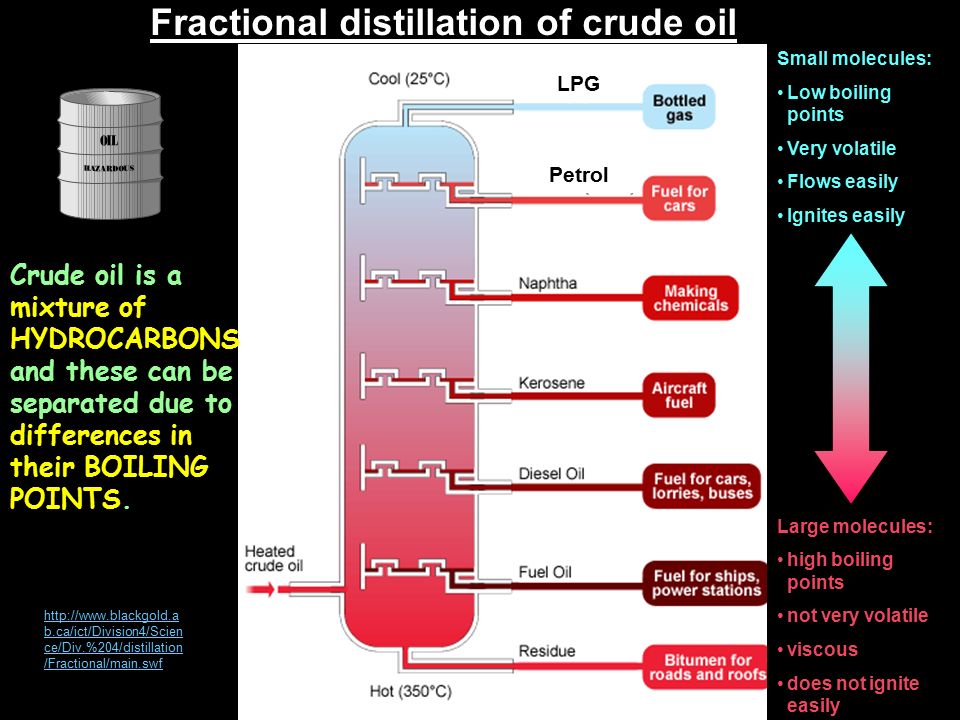 Fractional distillation of crude oil
OIL
HAZARDOUS
Crude oil is a
mixture of
HYDROCARBONS
and these can be
separated due to
differences in
their BOILING
POINTS.
http://www.blackgold.a
b.ca/ict/Division4/Scien
ce/Div.%204/distillation
/Fractional/main.swf
Cool (25°C)
LPG
Bottled
gas
Petrol
Fuel for
cars
Naphtha
Making
chemicals
Kerosene
Aircraft
fuel
Diesel Oil
Fuel for cars,
lorries, buses
Heated
crude oil
Fuel Oil
Fuel for ships,
power stations
Residue
Bitumen for
roads and roofs
Hot (350°C)
Small molecules:
• Low boiling
points
• Very volatile
• Flows easily
• Ignites easily
Large molecules:
• high boiling
points
• not very volatile
• viscous
• does not ignite
easily